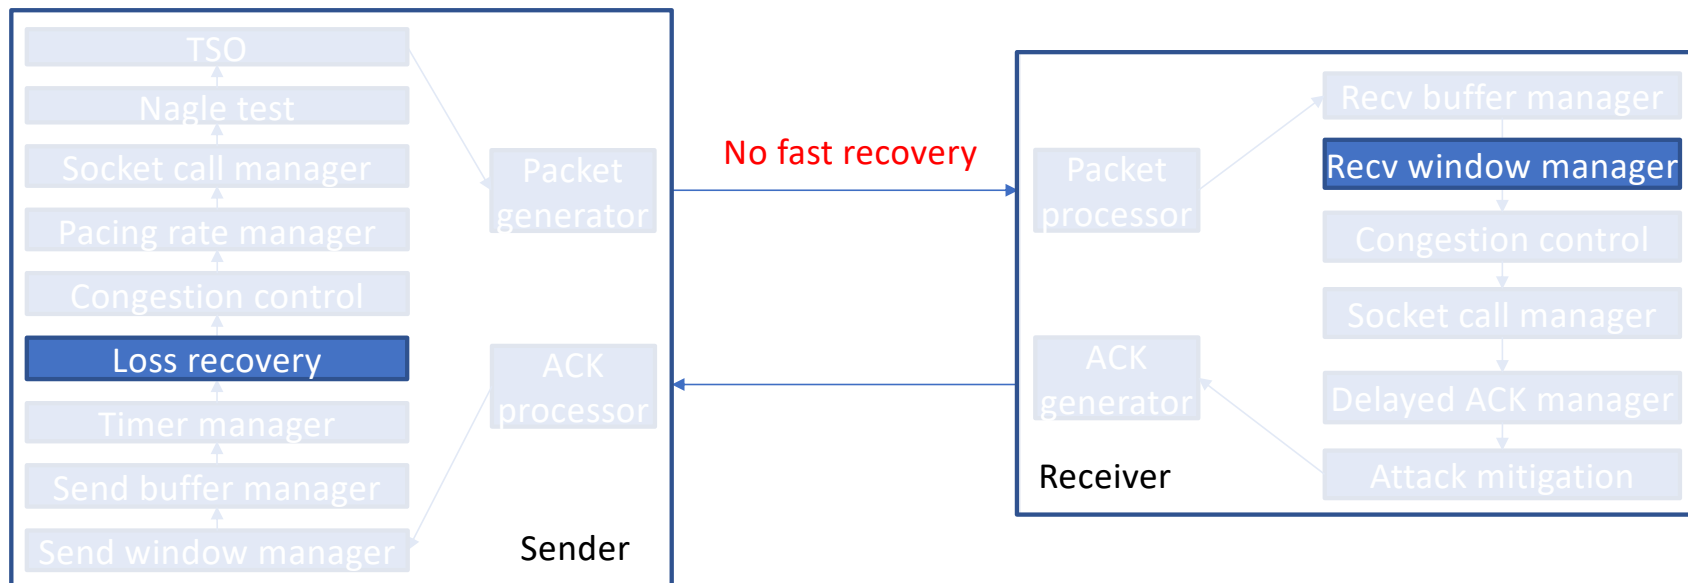 TSO
Nagle test
Socket call manager
Pacing rate manager
Congestion control
Loss recovery
Timer manager
Send buffer manager
Send window manager
Packet
generator
ACK
processor
Sender
No fast recovery
Packet
processor
ACK
generator
Receiver
Recv buffer manager
Recv window manager
Congestion control
Socket call manager
Delayed ACK manager
Attack mitigation